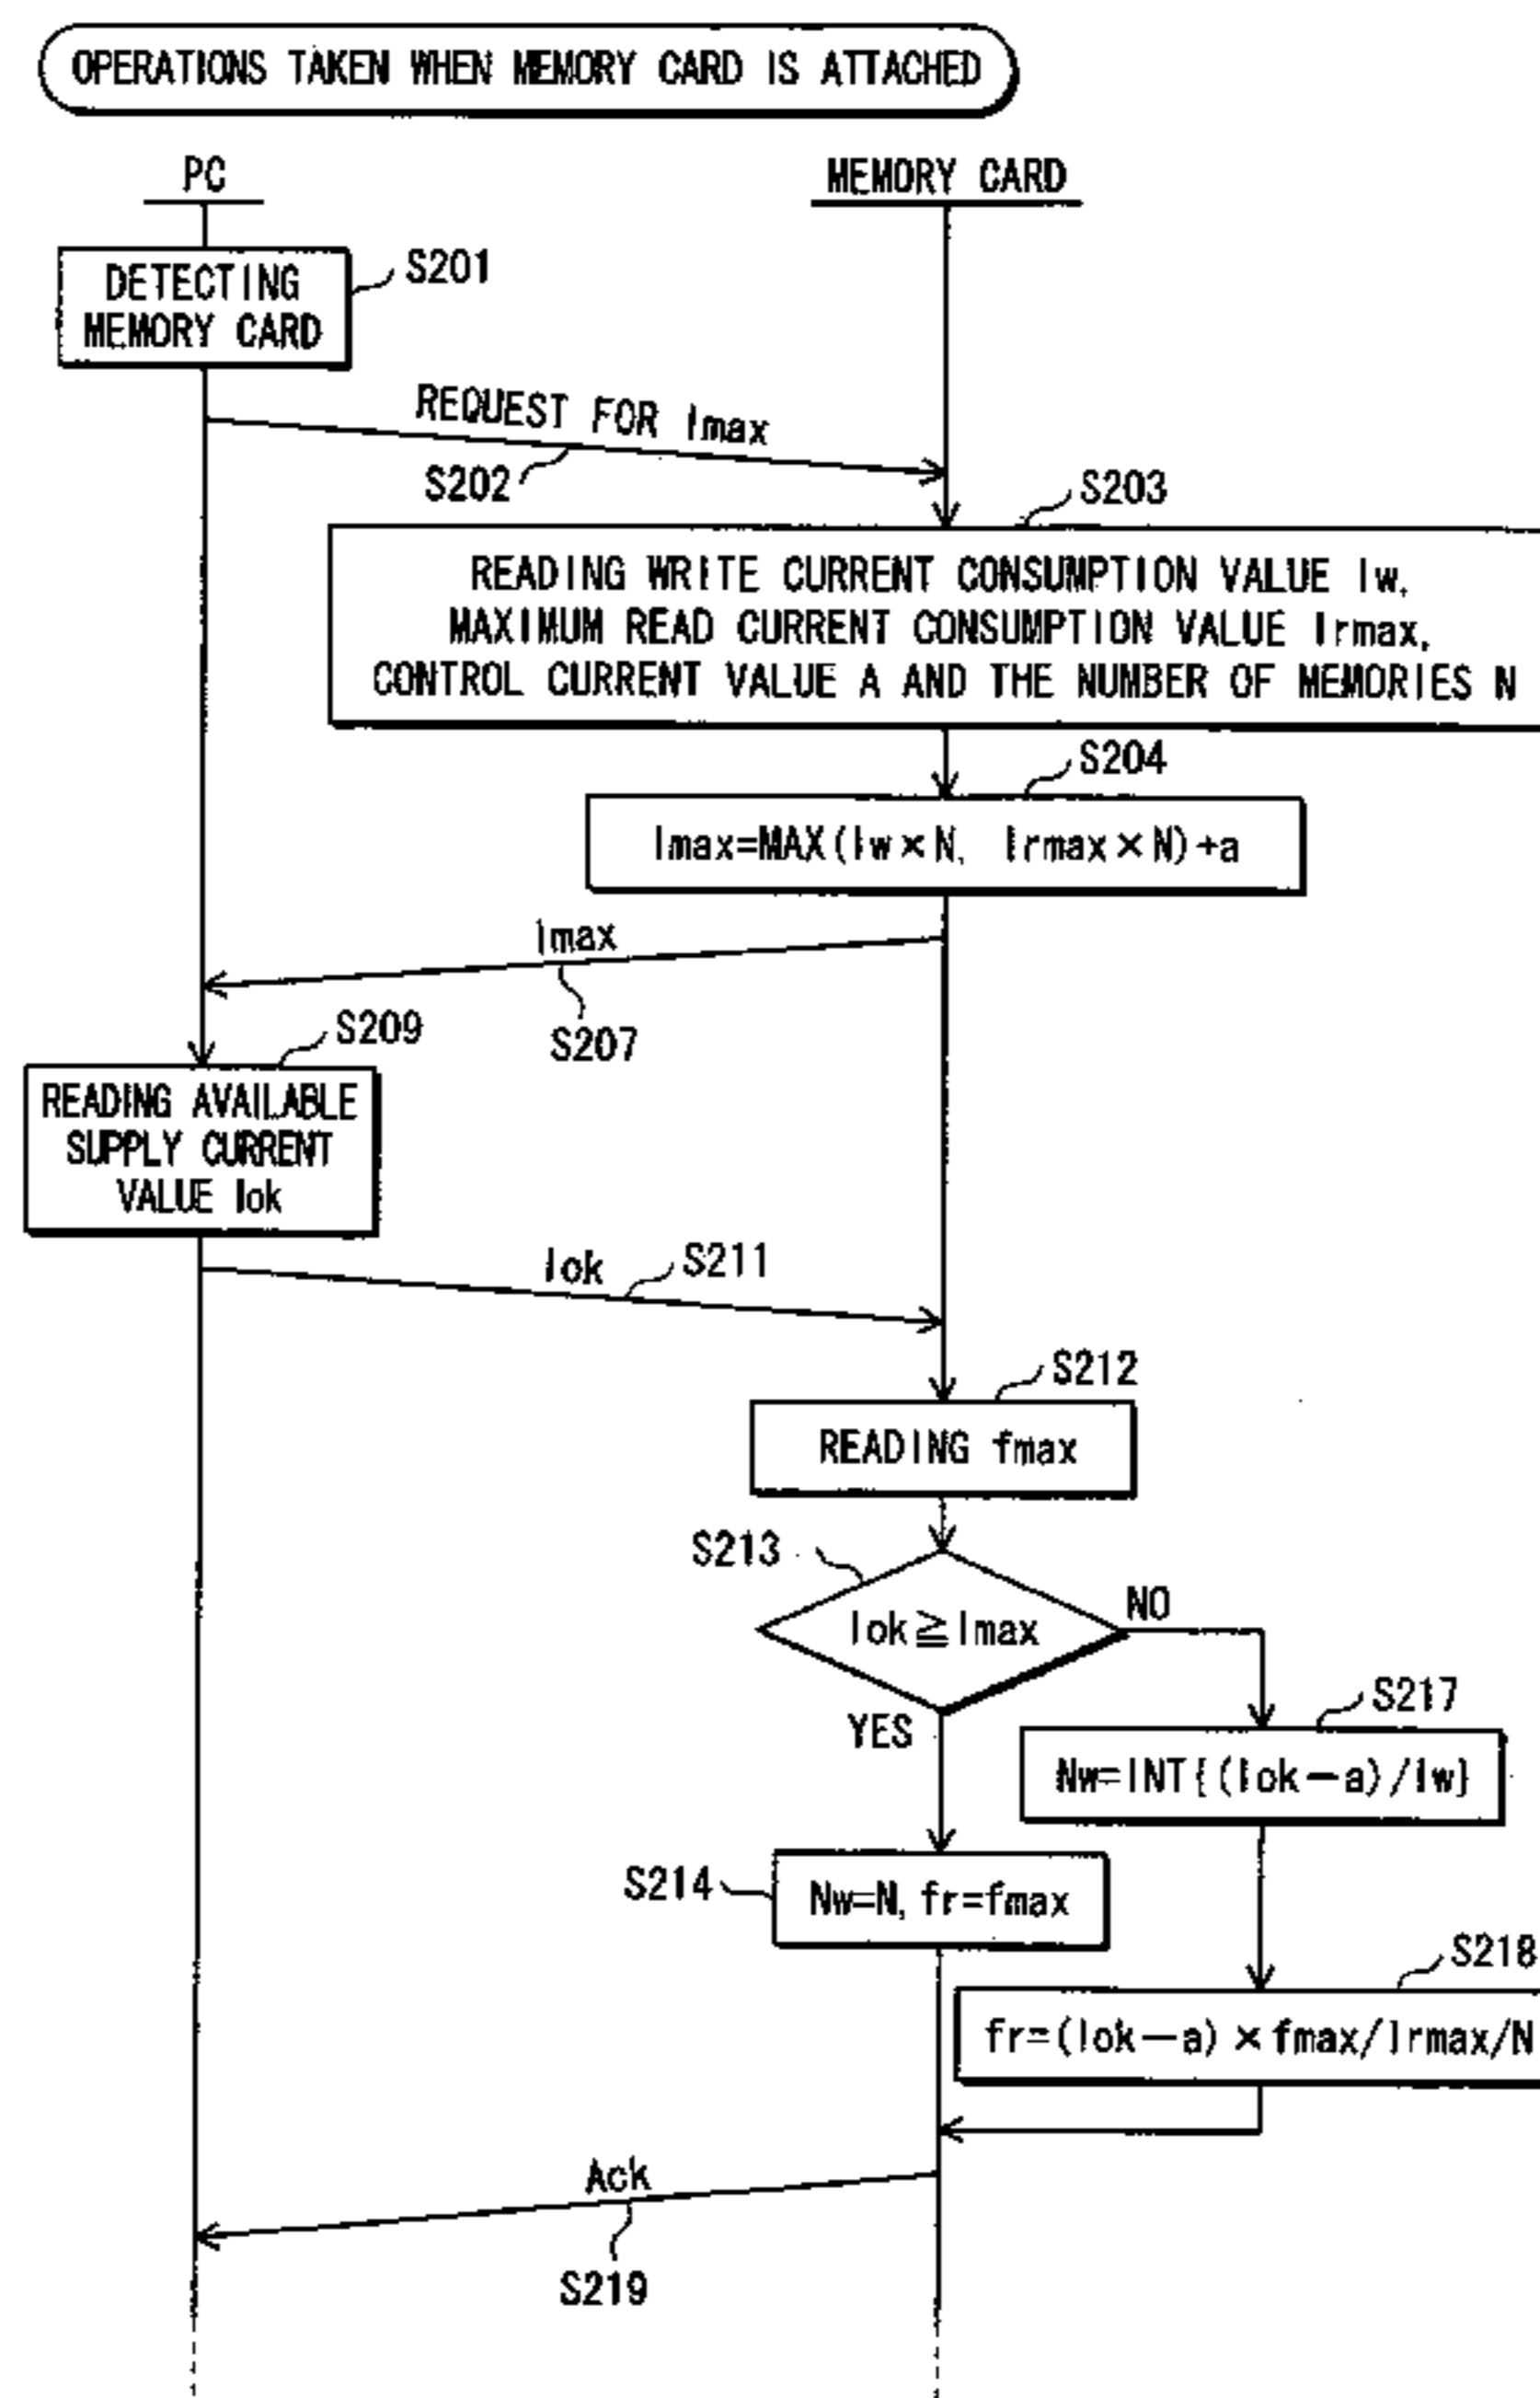 OPERATIONS TAKEN WHEN MEMORY CARD IS ATTACHED
PC
MEMORY CARD
DETECTING
MEMORY CARD
S201
REQUEST FOR Imax
S202
S203
READING WRITE CURRENT CONSUMPTION VALUE Iw,
MAXIMUM READ CURRENT CONSUMPTION VALUE Irmax,
CONTROL CURRENT VALUE A AND THE NUMBER OF MEMORIES N
S204
Imax=MAX(Iw×N, Irmax×N)+a
Imax
S207
S209
READING AVAILABLE
SUPPLY CURRENT
VALUE Iok
Iok
S211
S212
READING fmax
S213
Iok≧Imax
NO
YES
S217
Nw=INT{(Iok−a)/Iw}
S214
Nw=N, fr=fmax
S218
fr=(Iok−a)×fmax/Irmax/N
Ack
S219